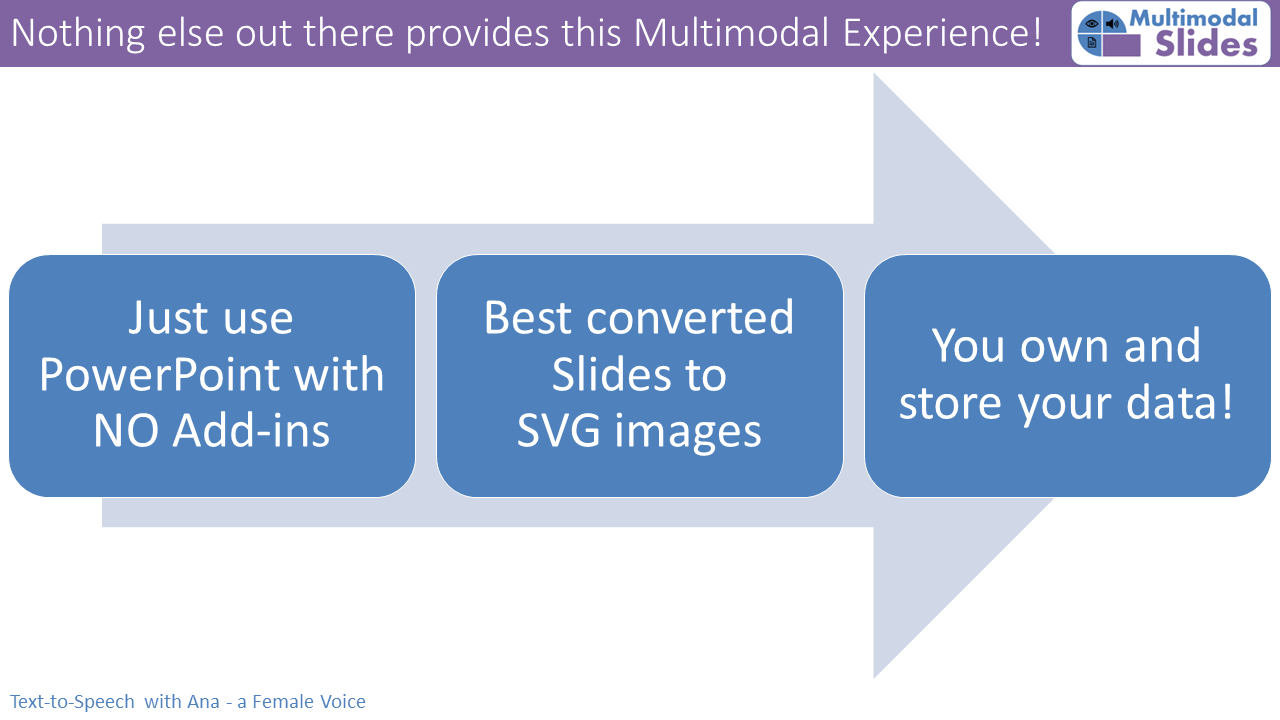 Nothing else out there provides this Multimodal Experience!
Multimodal
Slides
Just use
PowerPoint with
NO Add-ins
Best converted
Slides to
SVG images
You own and
store your data!
Text-to-Speech with Ana - a Female Voice